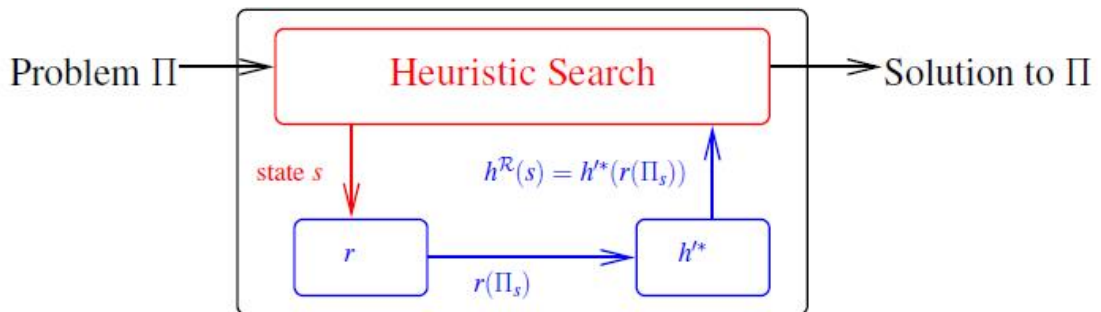 Problem Π
Heuristic Search
Solution to Π
state s
h^R(s) = h'*(r(Π_s))
r
r(Π_s)
h'*